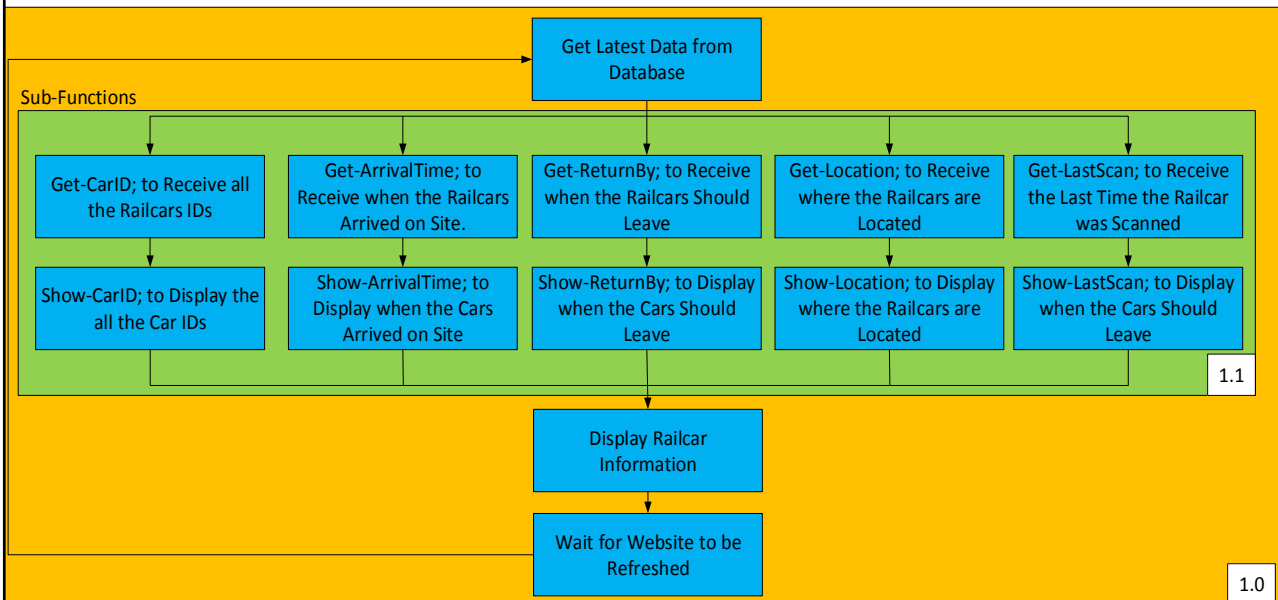 Get Latest Data from
Database
Sub-Functions
Get-CarID; to Receive all
the Railcars IDs
Get-ArrivalTime; to
Receive when the Railcars
Arrived on Site.
Get-ReturnBy; to Receive
when the Railcars Should
Leave
Get-Location; to Receive
where the Railcars are
Located
Get-LastScan; to Receive
the Last Time the Railcar
was Scanned
Show-CarID; to Display the
all the Car IDs
Show-ArrivalTime; to
Display when the Cars
Arrived on Site
Show-ReturnBy; to Display
when the Cars Should
Leave
Show-Location; to Display
where the Railcars are
Located
Show-LastScan; to Display
when the Cars Should
Leave
1.1
Display Railcar
Information
Wait for Website to be
Refreshed
1.0